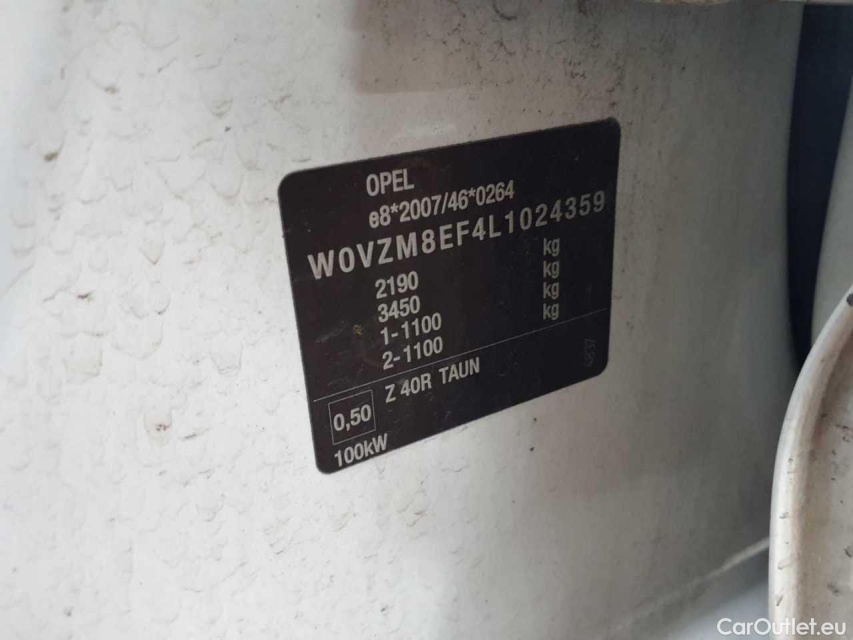 OPEL
e8*2007/46*0264
W0VZM8EF4L1024359
2190 kg
3450 kg
1-1100 kg
2-1100 kg
0,50 Z 40R TAUN
100kW
CarOutlet.eu